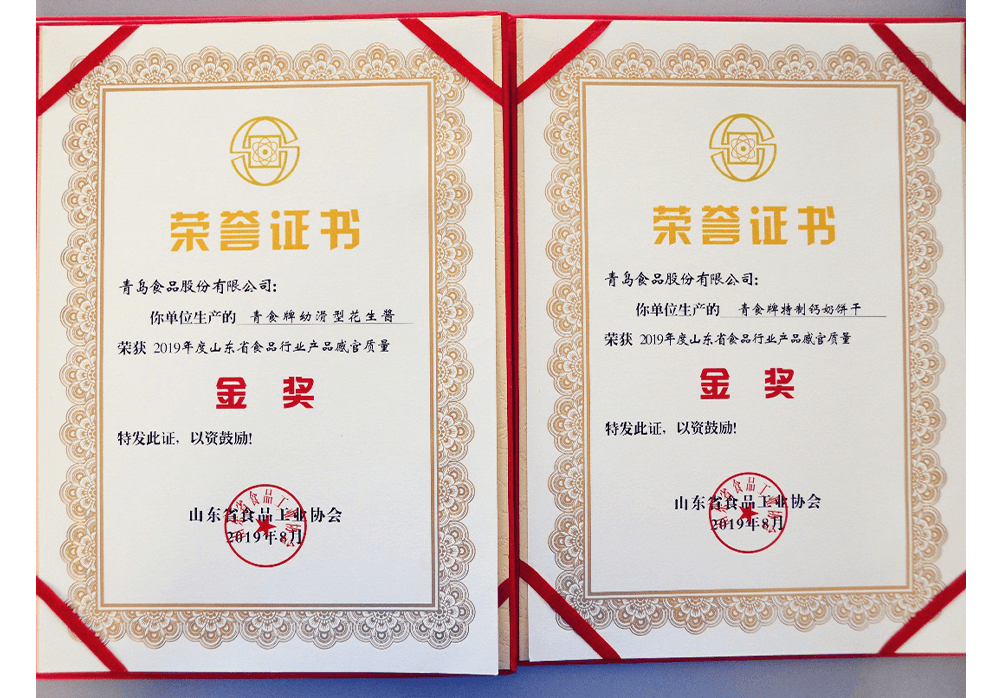 荣誉证书
青岛食品股份有限公司：
你单位生产的 青食牌幼滑型花生酱
荣获 2019年度山东省食品行业产品感官质量
金奖
特发此证，以资鼓励！
山东省食品工业协会
2019年8月
荣誉证书
青岛食品股份有限公司：
你单位生产的 青食牌特制钙奶饼干
荣获 2019年度山东省食品行业产品感官质量
金奖
特发此证，以资鼓励！
山东省食品工业协会
2019年8月